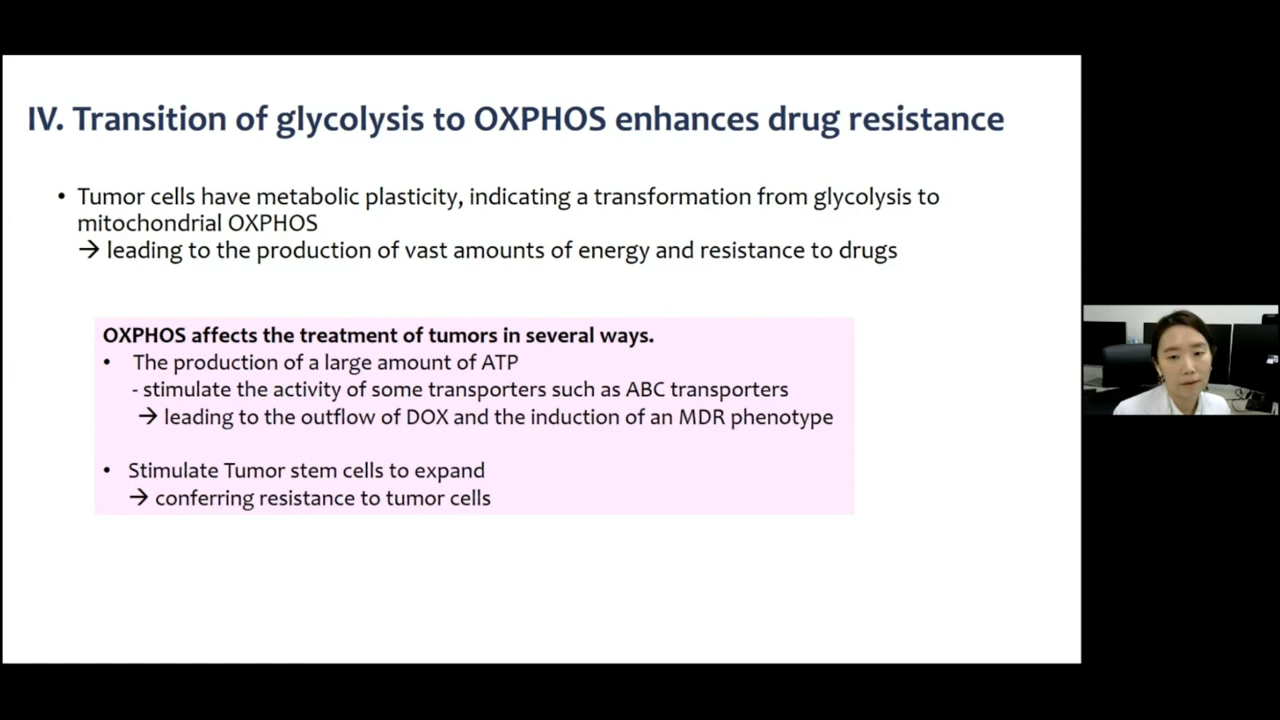 IV. Transition of glycolysis to OXPHOS enhances drug resistance
• Tumor cells have metabolic plasticity, indicating a transformation from glycolysis to
mitochondrial OXPHOS
→ leading to the production of vast amounts of energy and resistance to drugs
OXPHOS affects the treatment of tumors in several ways.
• The production of a large amount of ATP
- stimulate the activity of some transporters such as ABC transporters
→ leading to the outflow of DOX and the induction of an MDR phenotype
• Stimulate Tumor stem cells to expand
→ conferring resistance to tumor cells